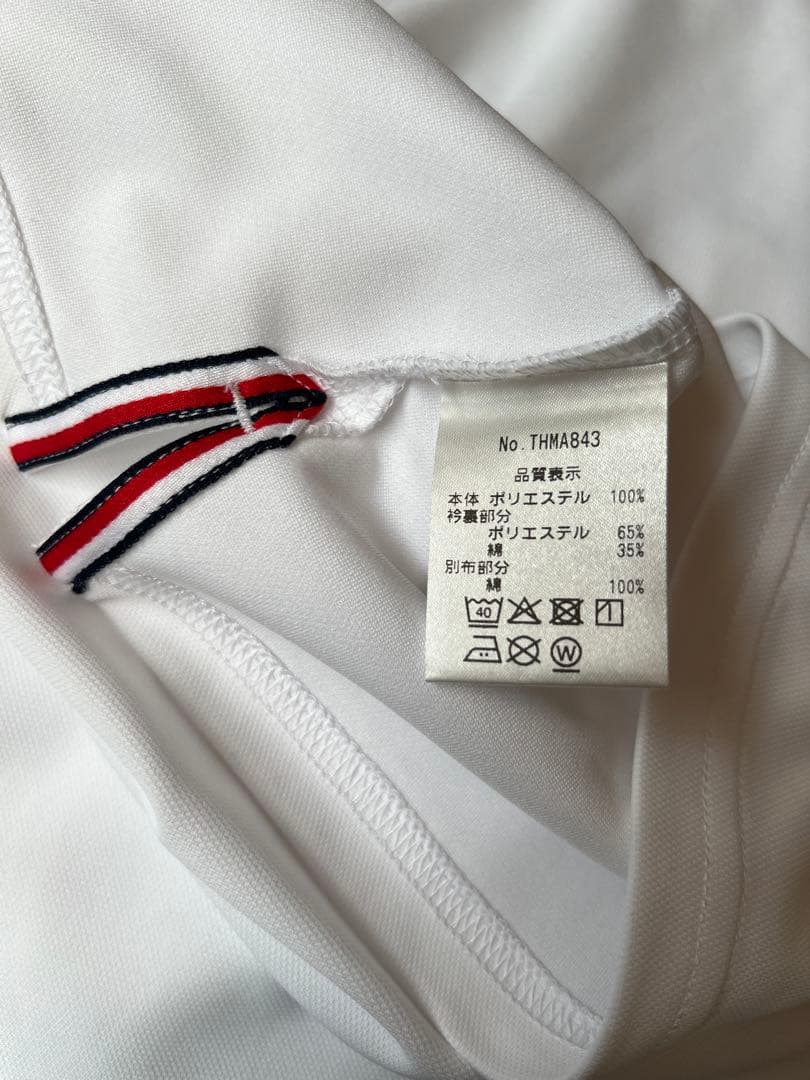 No.THMA843
品質表示
本体 ポリエステル 100%
衿裏部分
ポリエステル 65%
綿 35%
別布部分
綿 100%
40
W